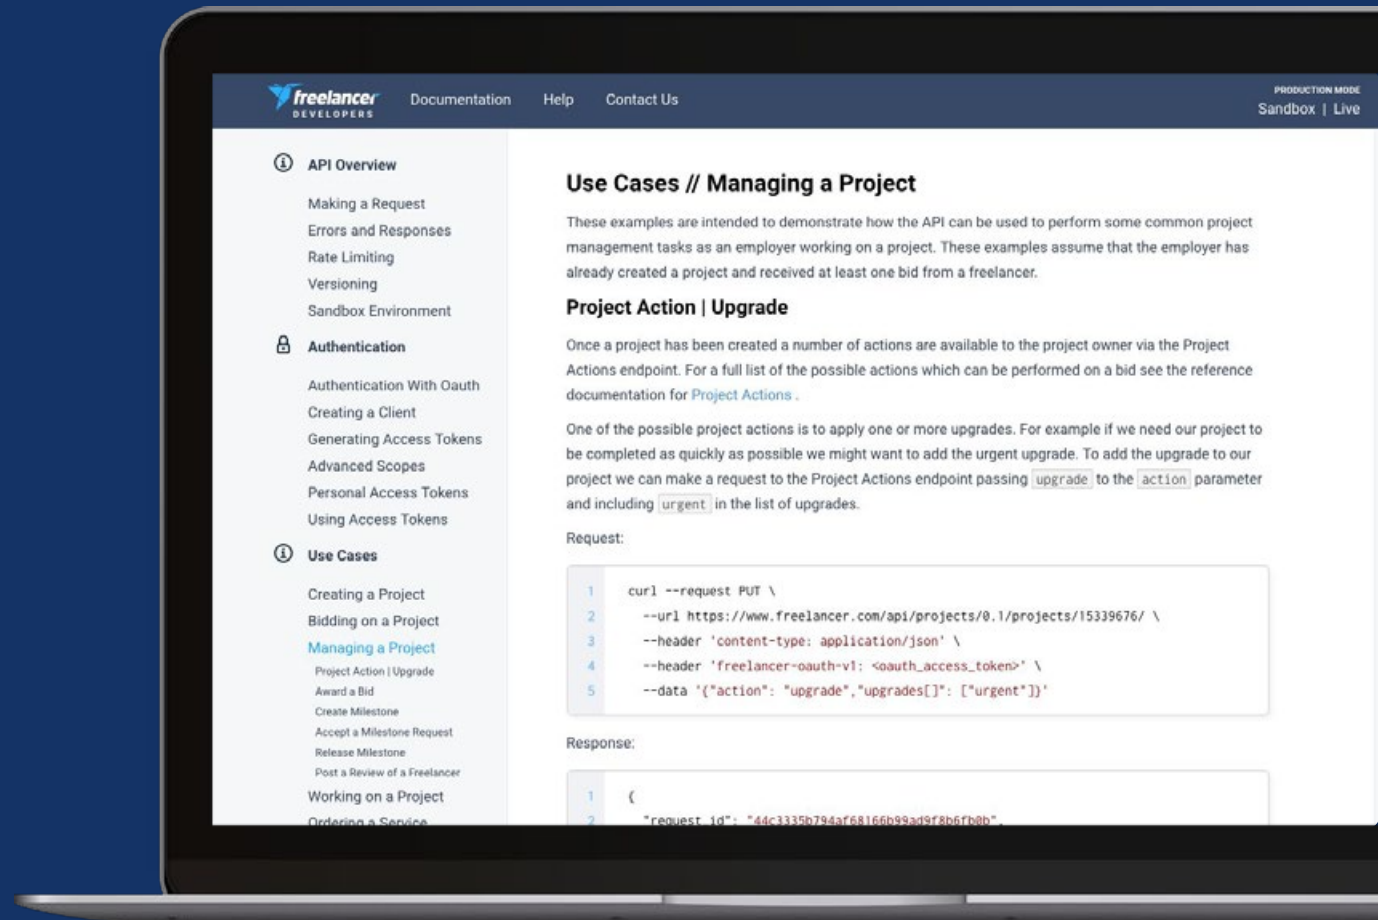 freelancer
DEVELOPERS
Documentation
Help
Contact Us
PRODUCTION MODE
Sandbox | Live
API Overview
Making a Request
Errors and Responses
Rate Limiting
Versioning
Sandbox Environment
Authentication
Authentication With Oauth
Creating a Client
Generating Access Tokens
Advanced Scopes
Personal Access Tokens
Using Access Tokens
Use Cases
Creating a Project
Bidding on a Project
Managing a Project
Project Action | Upgrade
Award a Bid
Create Milestone
Accept a Milestone Request
Release Milestone
Post a Review of a Freelancer
Working on a Project
Ordering a Service
Use Cases // Managing a Project
These examples are intended to demonstrate how the API can be used to perform some common project
management tasks as an employer working on a project. These examples assume that the employer has
already created a project and received at least one bid from a freelancer.
Project Action | Upgrade
Once a project has been created a number of actions are available to the project owner via the Project
Actions endpoint. For a full list of the possible actions which can be performed on a bid see the reference
documentation for Project Actions .
One of the possible project actions is to apply one or more upgrades. For example if we need our project to
be completed as quickly as possible we might want to add the urgent upgrade. To add the upgrade to our
project we can make a request to the Project Actions endpoint passing upgrade to the action parameter
and including urgent in the list of upgrades.
Request:
1 curl --request PUT \
2 --url https://www.freelancer.com/api/projects/0.1/projects/15339676/ \
3 --header 'content-type: application/json' \
4 --header 'freelancer-oauth-v1: <oauth_access_token>' \
5 --data '{"action": "upgrade","upgrades[]": ["urgent"]}'
Response:
1 {
2 "request_id": "44c3335b794af68166b99ad9f8b6fb0b",